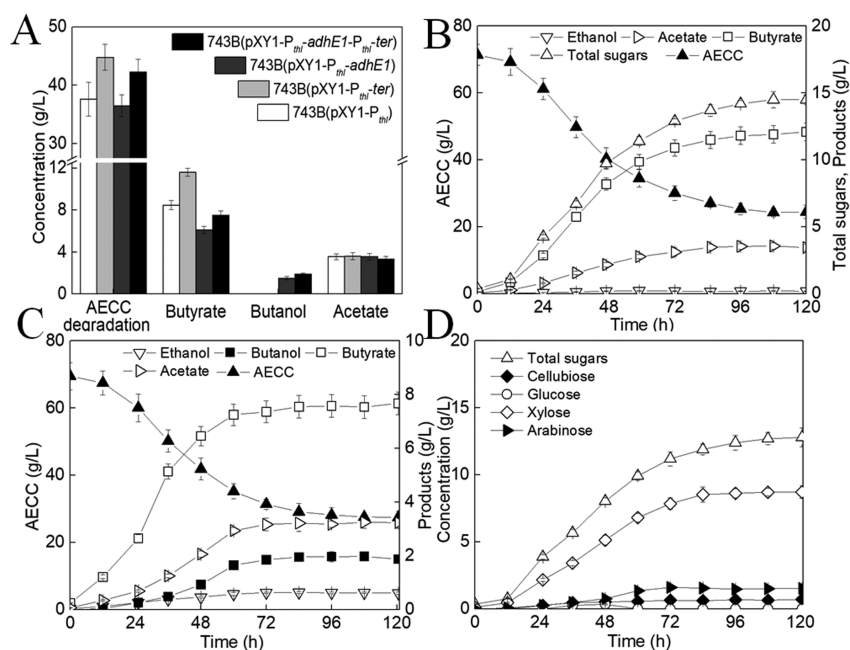 A
743B(pXY1-Pthl-adhE1-Pthl-ter)
743B(pXY1-Pthl-adhE1)
743B(pXY1-Pthl-ter)
743B(pXY1-Pthl)
Concentration (g/L)
50
40
30
12
8
4
0
AECC degradation
Butyrate
Butanol
Acetate
B
Ethanol
Acetate
Butyrate
Total sugars
AECC
AECC (g/L)
80
60
40
20
0
Total sugars, Products (g/L)
20
15
10
5
0
0 24 48 72 96 120
Time (h)
C
Ethanol
Butanol
Butyrate
Acetate
AECC
AECC (g/L)
80
60
40
20
0
Products (g/L)
10
8
6
4
2
0
0 24 48 72 96 120
Time (h)
D
Total sugars
Cellubiose
Glucose
Xylose
Arabinose
Concentration (g/L)
20
15
10
5
0
0 24 48 72 96 120
Time (h)